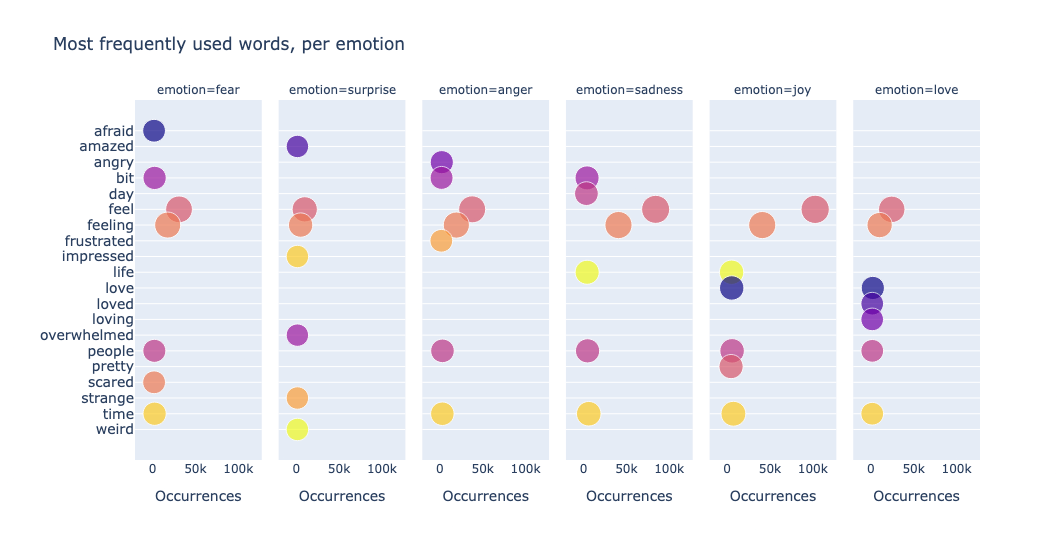 Most frequently used words, per emotion
emotion=fear emotion=surprise emotion=anger emotion=sadness emotion=joy emotion=love
afraid
amazed
angry
bit
day
feel
feeling
frustrated
impressed
life
love
loved
loving
overwhelmed
people
pretty
scared
strange
time
weird
0 50k 100k 0 50k 100k 0 50k 100k 0 50k 100k 0 50k 100k 0 50k 100k
Occurrences Occurrences Occurrences Occurrences Occurrences Occurrences